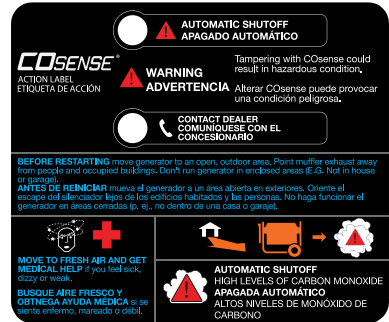 AUTOMATIC SHUTOFF
APAGADO AUTOMÁTICO
COSENSE®
ACTION LABEL
ETIQUETA DE ACCIÓN
WARNING
ADVERTENCIA
Tampering with COsense could
result in hazardous condition.
Alterar COsense puede provocar
una condición peligrosa.
CONTACT DEALER
COMUNÍQUESE CON EL
CONCESIONARIO
BEFORE RESTARTING move generator to an open, outdoor area, Point muffler exhaust away
from people and occupied buildings. Don't run generator in enclosed areas (E.G. Not in house
or garage).
ANTES DE REINICIAR mueva el generador a un área abierta en exteriores. Oriente el
escape del silenciador lejos de los edificios habitados y las personas. No haga funcionar el
generador en áreas cerradas (p. ej., no dentro de una casa o garaje).
MOVE TO FRESH AIR AND GET
MEDICAL HELP if you feel sick,
dizzy or weak.
BUSQUE AIRE FRESCO Y
OBTNEGA AYUDA MÉDICA si se
siente enfermo, mareado o débil.
AUTOMATIC SHUTOFF
HIGH LEVELS OF CARBON MONOXIDE
APAGADA AUTOMÁTICO
ALTOS NIVELES DE MONÓXIDO DE
CARBONO